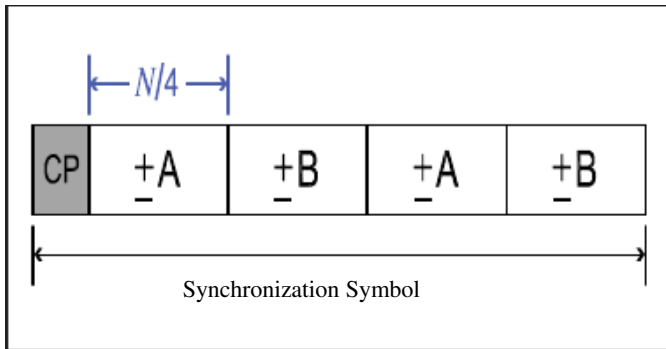 N/4
CP ±A ±B ±A ±B
Synchronization Symbol